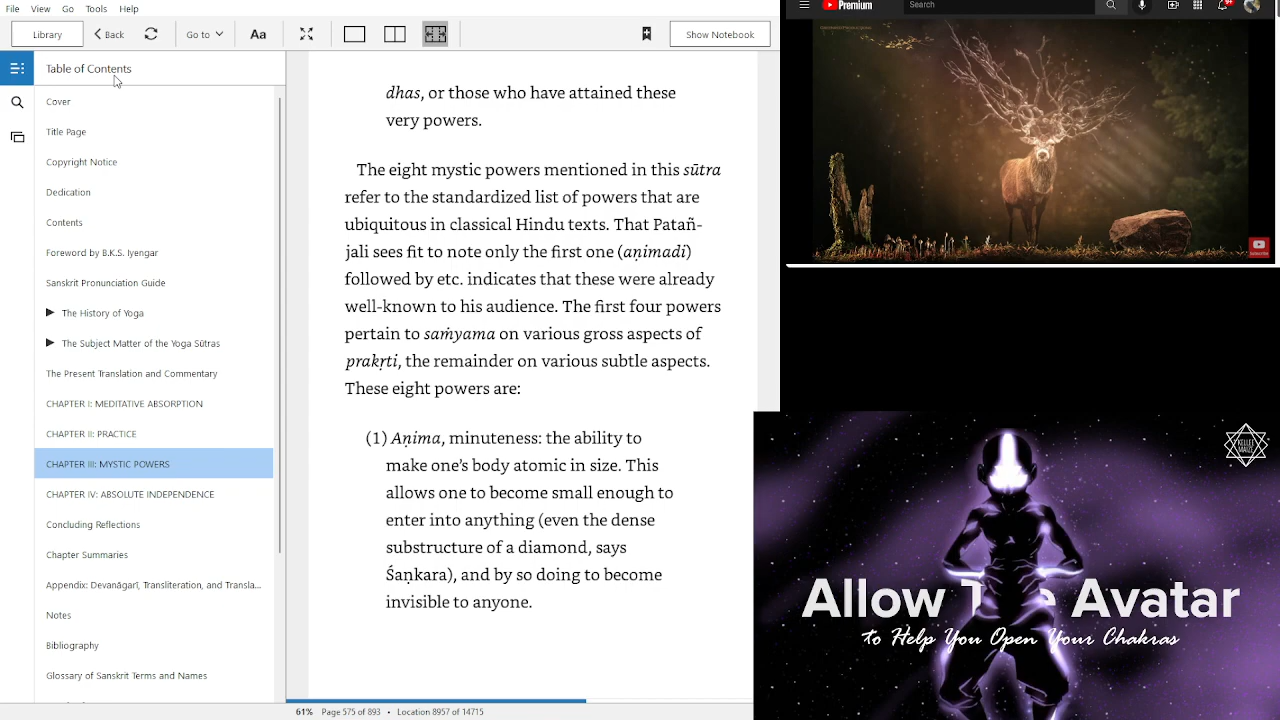 File View Go Tools Help
Library
Back
Go to
Aa
Show Notebook
Table of Contents
Cover
Title Page
Copyright Notice
Dedication
Contents
Foreword by B.K.S. Iyengar
Sanskrit Pronunciation Guide
The History of Yoga
The Subject Matter of the Yoga Sūtras
The Present Translation and Commentary
CHAPTER I: MEDITATIVE ABSORPTION
CHAPTER II: PRACTICE
CHAPTER III: MYSTIC POWERS
CHAPTER IV: ABSOLUTE INDEPENDENCE
Concluding Reflections
Chapter Summaries
Appendix: Devanāgarī, Transliteration, and Transla...
Notes
Bibliography
Glossary of Sanskrit Terms and Names
dhas, or those who have attained these
very powers.
The eight mystic powers mentioned in this sūtra
refer to the standardized list of powers that are
ubiquitous in classical Hindu texts. That Patañ-
jali sees fit to note only the first one (aṇimadi)
followed by etc. indicates that these were already
well-known to his audience. The first four powers
pertain to saṁyama on various gross aspects of
prakṛti, the remainder on various subtle aspects.
These eight powers are:
(1) Aṇima, minuteness: the ability to
make one's body atomic in size. This
allows one to become small enough to
enter into anything (even the dense
substructure of a diamond, says
Śaṇkara), and by so doing to become
invisible to anyone.
61% Page 575 of 893 • Location 8957 of 14715
Premium
Search
9+
Subscribe
Allow The Avatar
to Help You Open Your Chakras